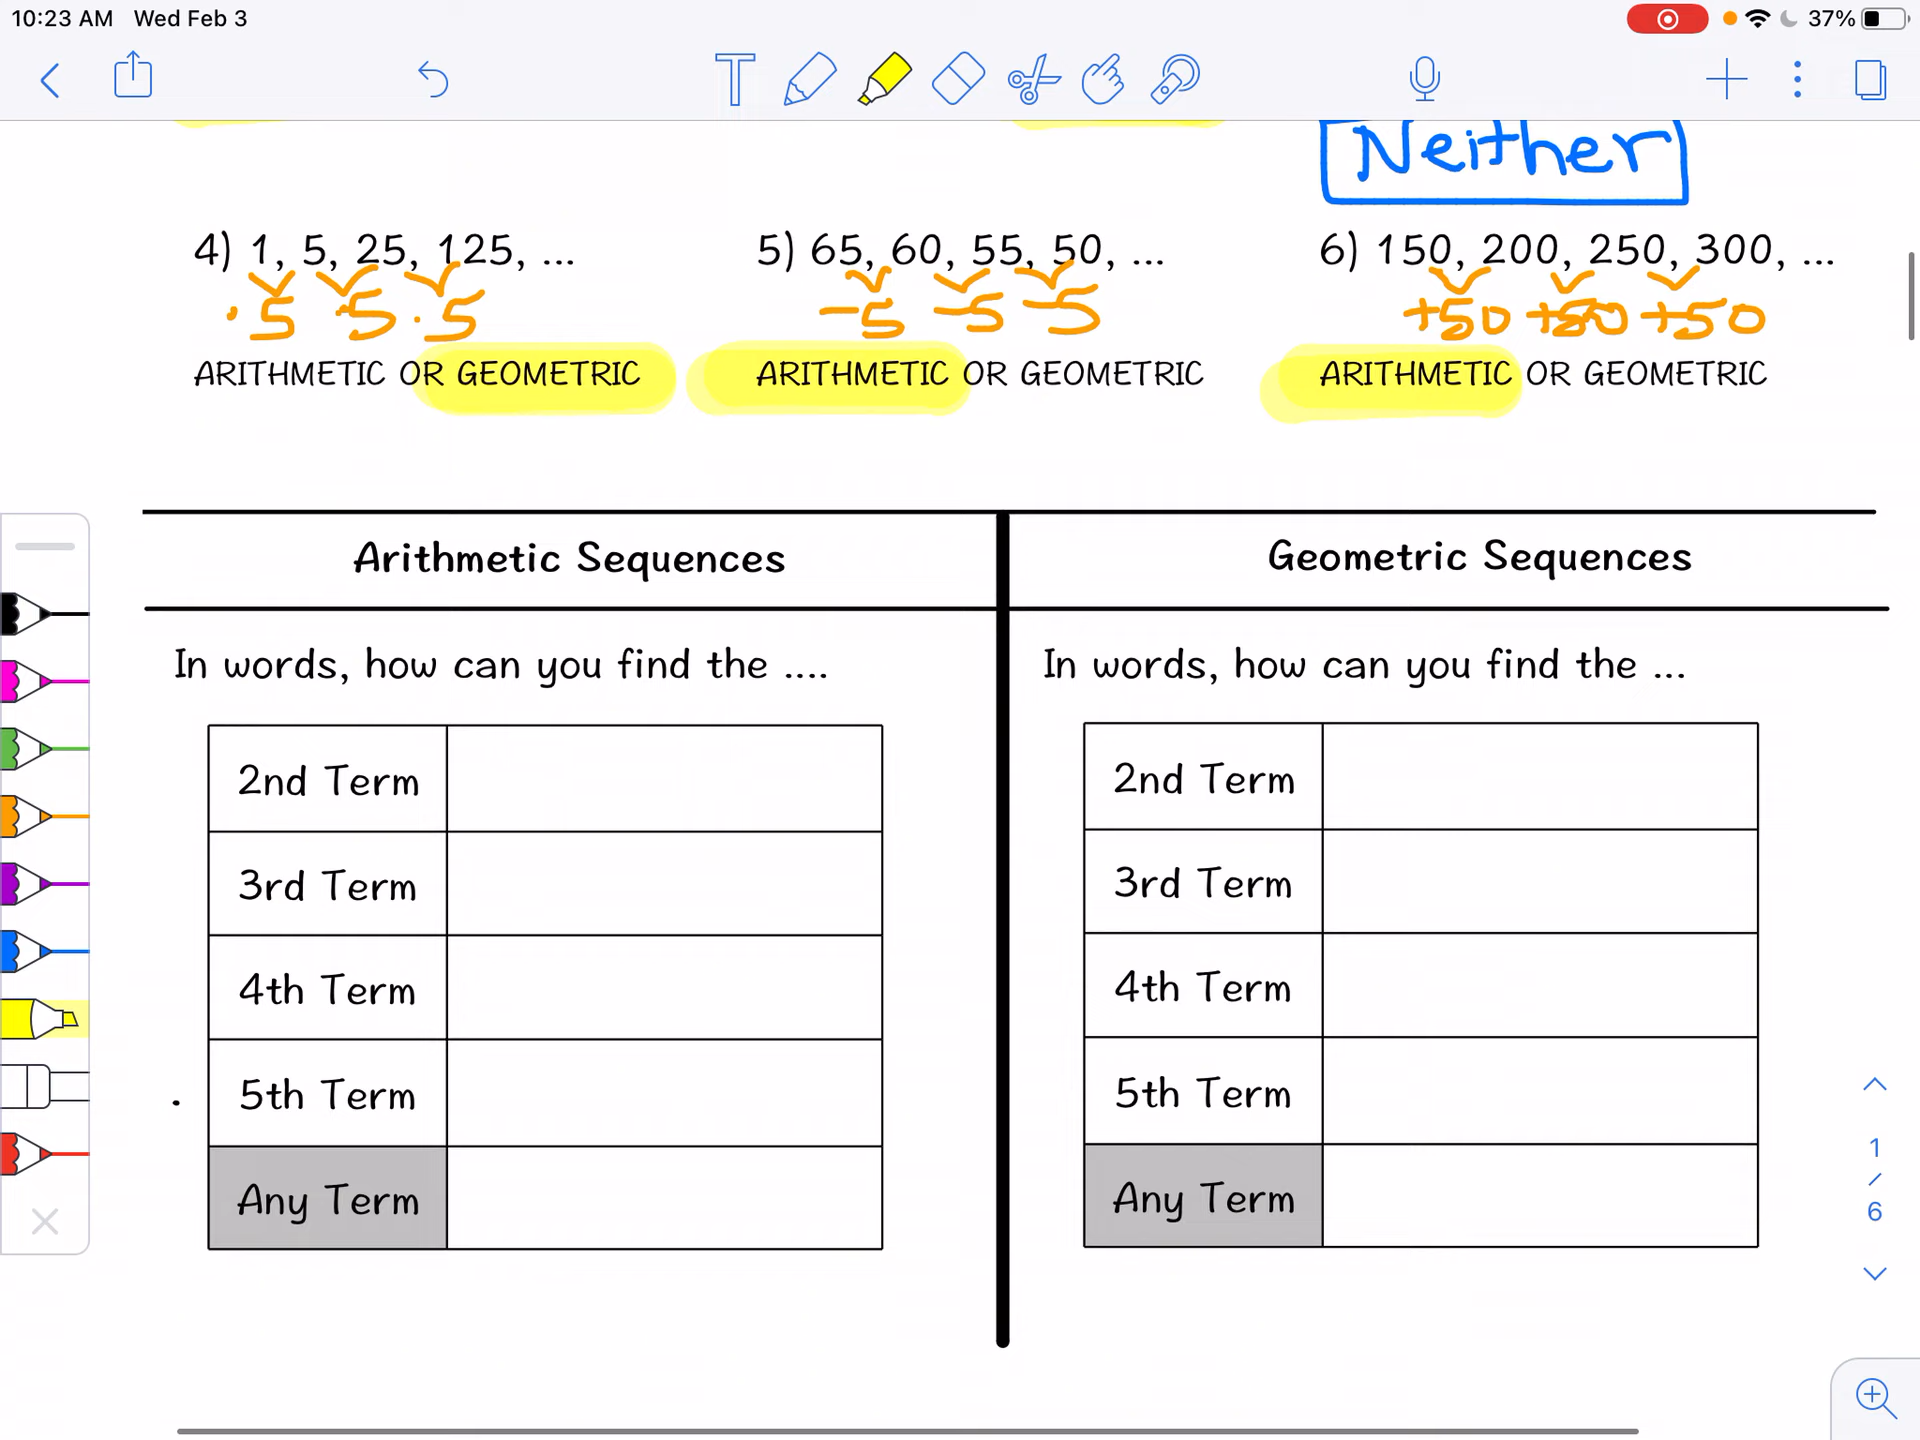 10:23 AM Wed Feb 3
37%
Neither
4) 1, 5, 25, 125, ...
5) 65, 60, 55, 50, ...
6) 150, 200, 250, 300, ...
·5 ·5 ·5
-5 -5 -5
+50 +50 +50
ARITHMETIC OR GEOMETRIC
ARITHMETIC OR GEOMETRIC
ARITHMETIC OR GEOMETRIC
Arithmetic Sequences
In words, how can you find the ....
2nd Term
3rd Term
4th Term
5th Term
Any Term
Geometric Sequences
In words, how can you find the ...
2nd Term
3rd Term
4th Term
5th Term
Any Term
1
/
6